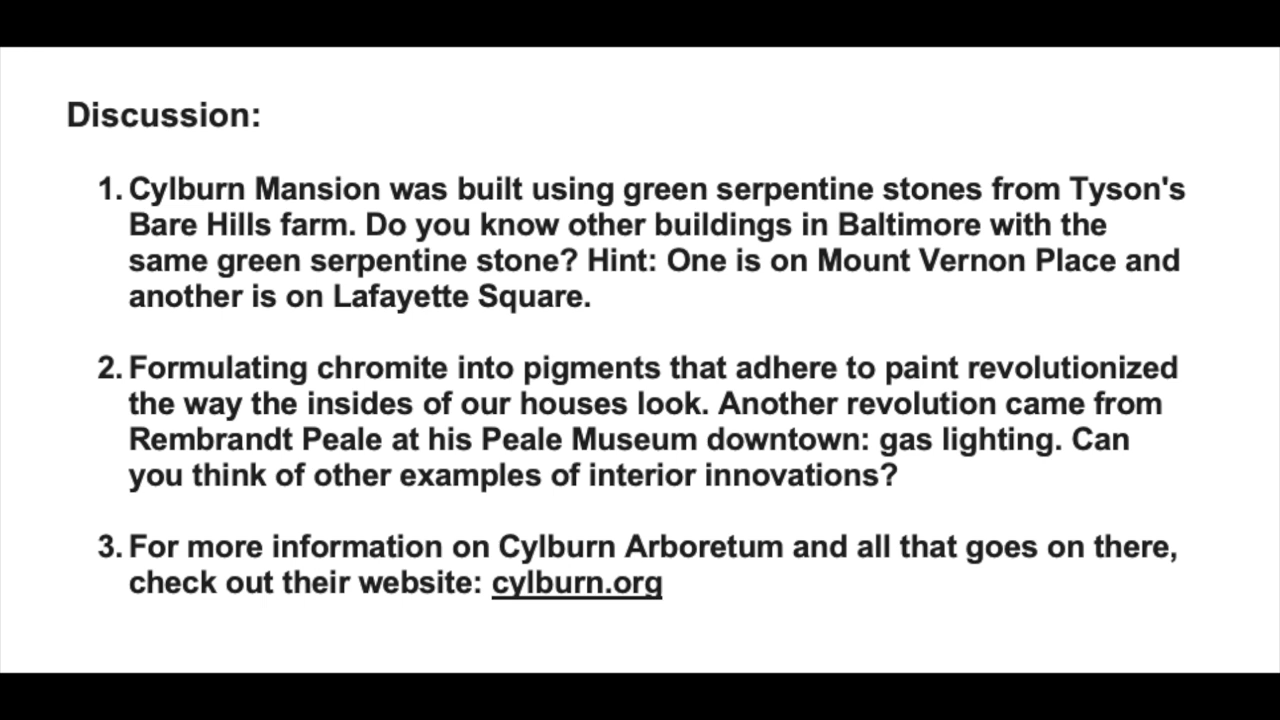 Discussion:
1. Cylburn Mansion was built using green serpentine stones from Tyson's
Bare Hills farm. Do you know other buildings in Baltimore with the
same green serpentine stone? Hint: One is on Mount Vernon Place and
another is on Lafayette Square.
2. Formulating chromite into pigments that adhere to paint revolutionized
the way the insides of our houses look. Another revolution came from
Rembrandt Peale at his Peale Museum downtown: gas lighting. Can
you think of other examples of interior innovations?
3. For more information on Cylburn Arboretum and all that goes on there,
check out their website: cylburn.org